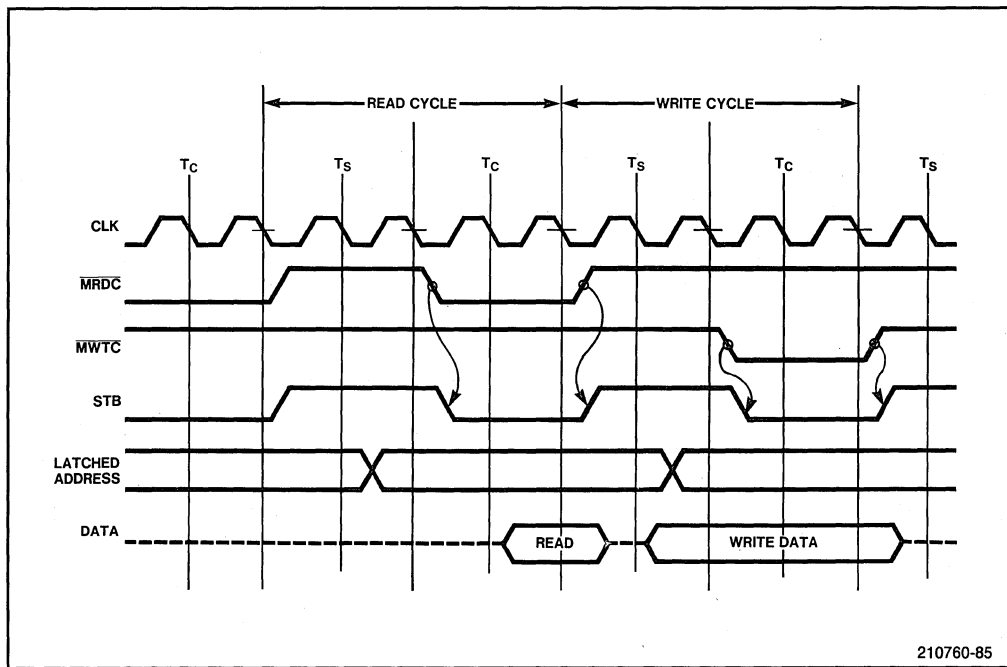 READ CYCLE WRITE CYCLE
TC TS TC TS TC TS
CLK
MRDC
MWTC
STB
LATCHED
ADDRESS
DATA READ WRITE DATA
210760-85